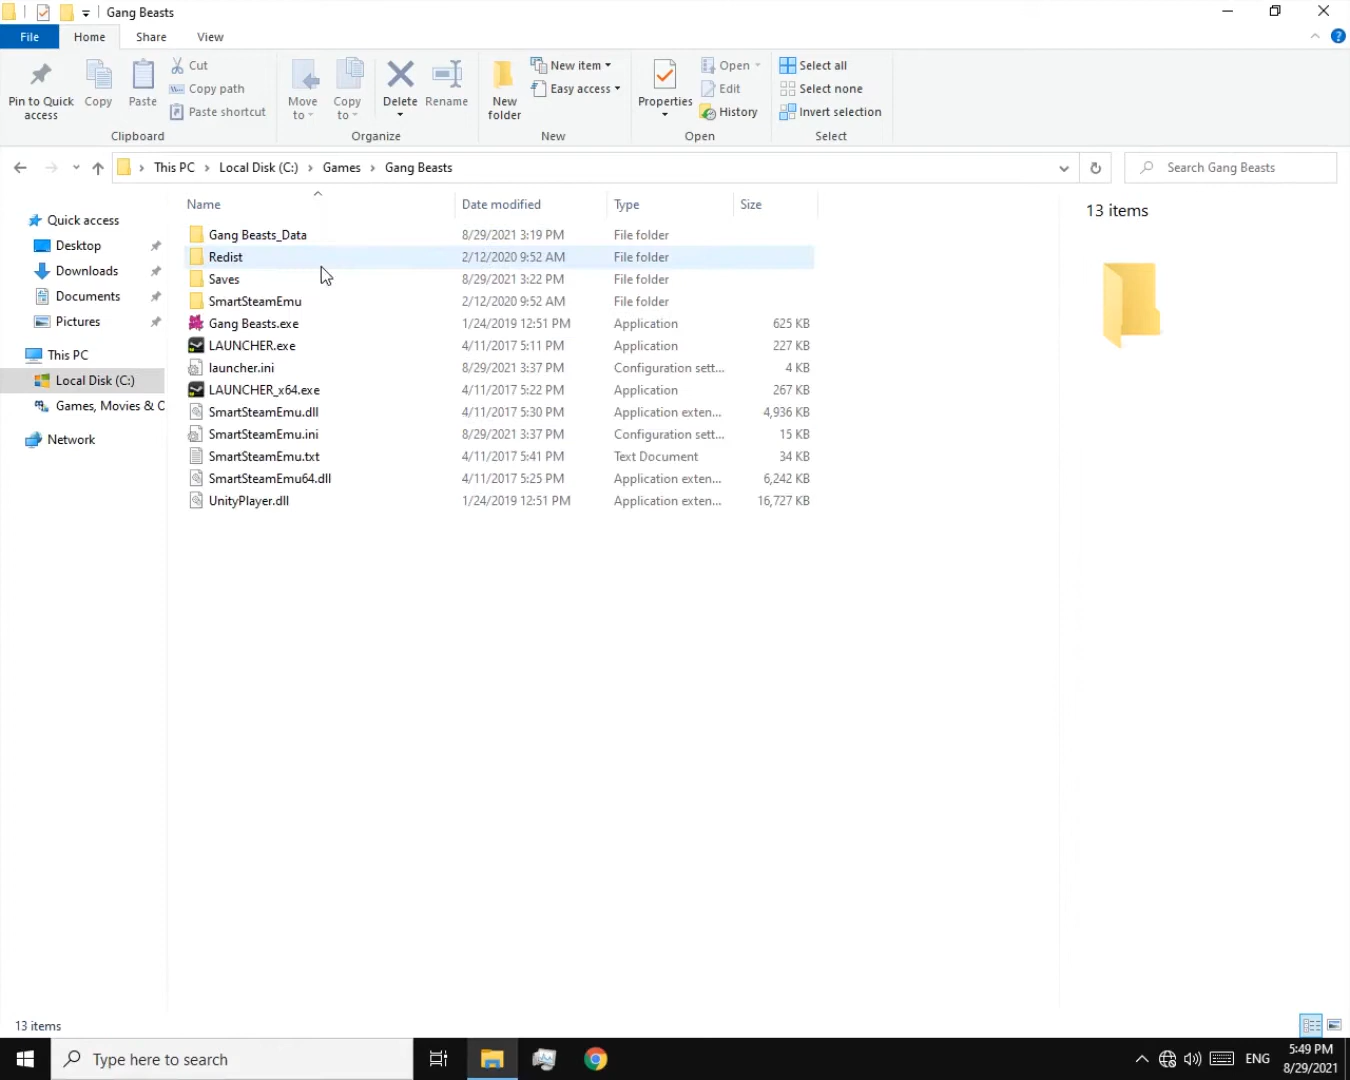 Gang Beasts
File Home Share View
Pin to Quick access
Copy
Paste
Cut
Copy path
Paste shortcut
Clipboard
Move to
Copy to
Delete
Rename
Organize
New folder
New item
Easy access
New
Properties
Open
Edit
History
Open
Select all
Select none
Invert selection
Select
This PC › Local Disk (C:) › Games › Gang Beasts
Search Gang Beasts
Quick access
Desktop
Downloads
Documents
Pictures
This PC
Local Disk (C:)
Games, Movies & C
Network
Name Date modified Type Size
Gang Beasts_Data 8/29/2021 3:19 PM File folder
Redist 2/12/2020 9:52 AM File folder
Saves 8/29/2021 3:22 PM File folder
SmartSteamEmu 2/12/2020 9:52 AM File folder
Gang Beasts.exe 1/24/2019 12:51 PM Application 625 KB
LAUNCHER.exe 4/11/2017 5:11 PM Application 227 KB
launcher.ini 8/29/2021 3:37 PM Configuration sett... 4 KB
LAUNCHER_x64.exe 4/11/2017 5:22 PM Application 267 KB
SmartSteamEmu.dll 4/11/2017 5:30 PM Application exten... 4,936 KB
SmartSteamEmu.ini 8/29/2021 3:37 PM Configuration sett... 15 KB
SmartSteamEmu.txt 4/11/2017 5:41 PM Text Document 34 KB
SmartSteamEmu64.dll 4/11/2017 5:25 PM Application exten... 6,242 KB
UnityPlayer.dll 1/24/2019 12:51 PM Application exten... 16,727 KB
13 items
13 items
Type here to search
ENG
5:49 PM
8/29/2021